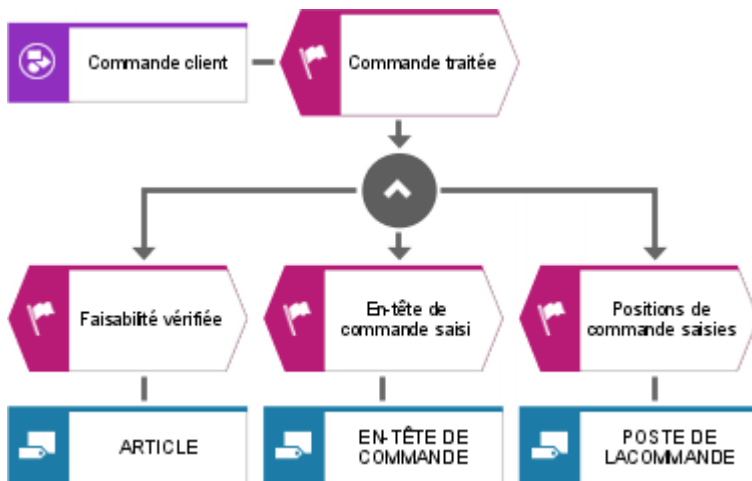 Commande client
Commande traitée
Faisabilité vérifiée
En-tête de
commande saisi
Positions de
commande saisies
ARTICLE
EN-TÊTE DE
COMMANDE
POSTE DE
LACOMMANDE